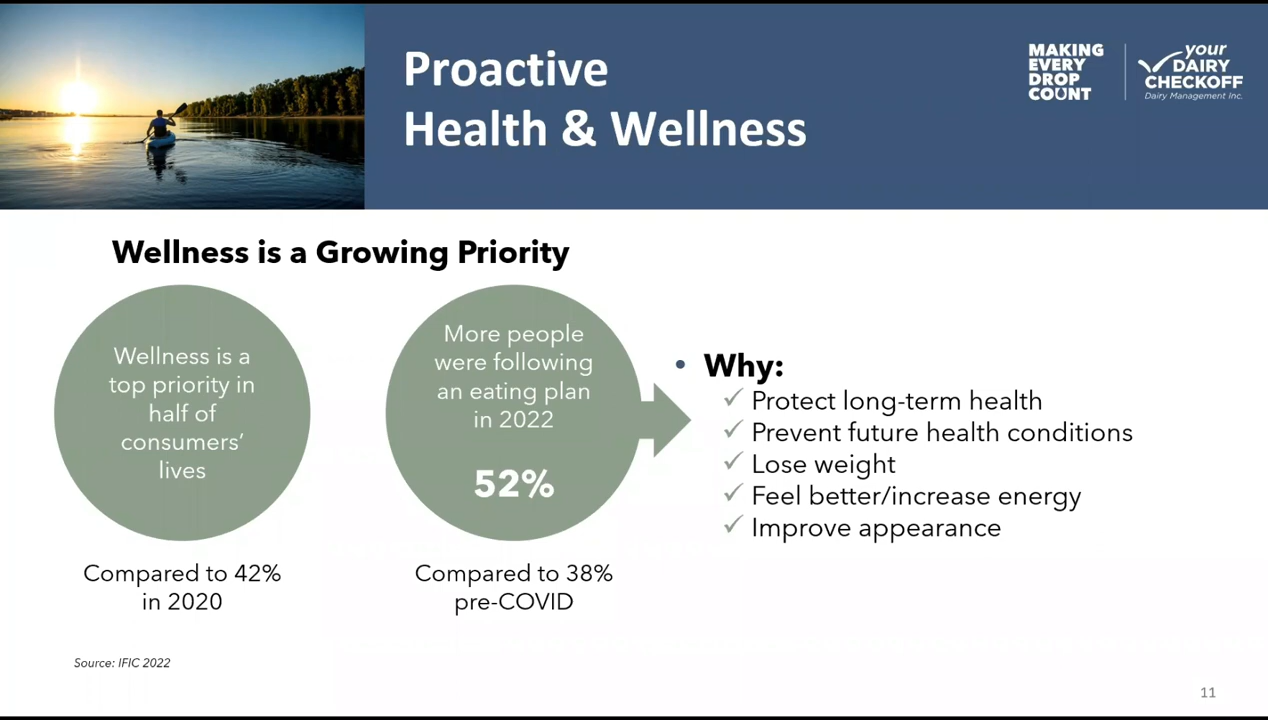 Proactive
Health & Wellness
MAKING
EVERY
DROP
COUNT
your
DAIRY
CHECKOFF
Dairy Management Inc.
Wellness is a Growing Priority
Wellness is a
top priority in
half of
consumers’
lives
Compared to 42%
in 2020
More people
were following
an eating plan
in 2022
52%
Compared to 38%
pre-COVID
• Why:
✓ Protect long-term health
✓ Prevent future health conditions
✓ Lose weight
✓ Feel better/increase energy
✓ Improve appearance
Source: IFIC 2022
11